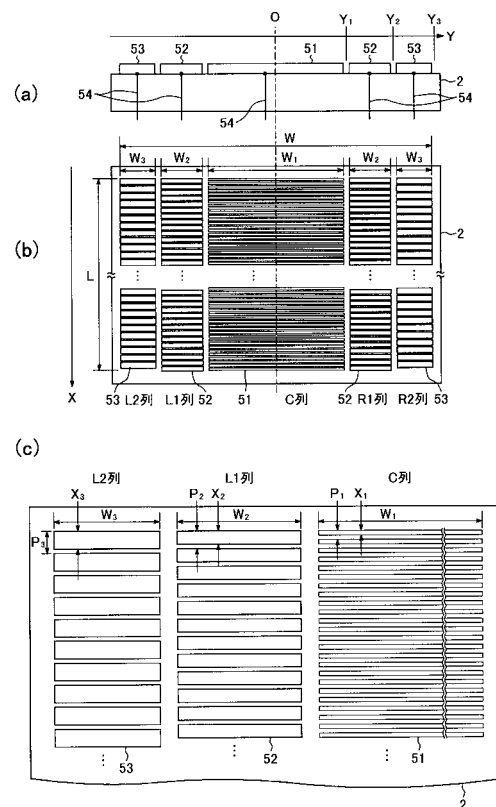 O
Y₁ Y₂ Y₃
Y
53 52 51 52 53
(a)
2
54 54 54
W
W₃ W₂ W₁ W₂ W₃
(b)
2
L
X
53 L2列 L1列 52 51 C列 52 R1列 R2列 53
(c)
L2列 L1列 C列
X₃ P₂ X₂ P₁ X₁
W₃ W₂ W₁
P₃
53 52 51
2